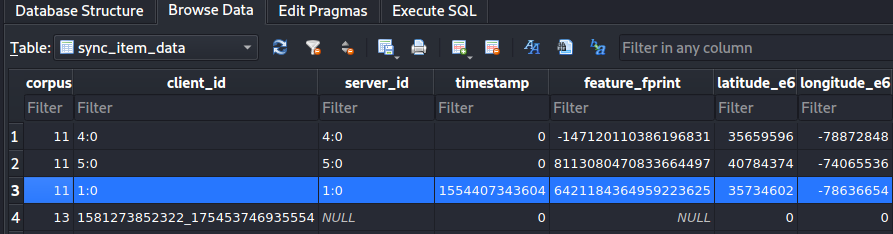 Database Structure Browse Data Edit Pragmas Execute SQL
Table: sync_item_data Filter in any column
corpus client_id server_id timestamp feature_fprint latitude_e6 longitude_e6
Filter Filter Filter Filter Filter Filter Filter
1 11 4:0 4:0 0 -147120110386196831 35659596 -78872848
2 11 5:0 5:0 0 8113080470833664497 40784374 -74065536
3 11 1:0 1:0 1554407343604 6421184364959223625 35734602 -78636654
4 13 1581273852322_175453746935554 NULL 0 NULL 0 0